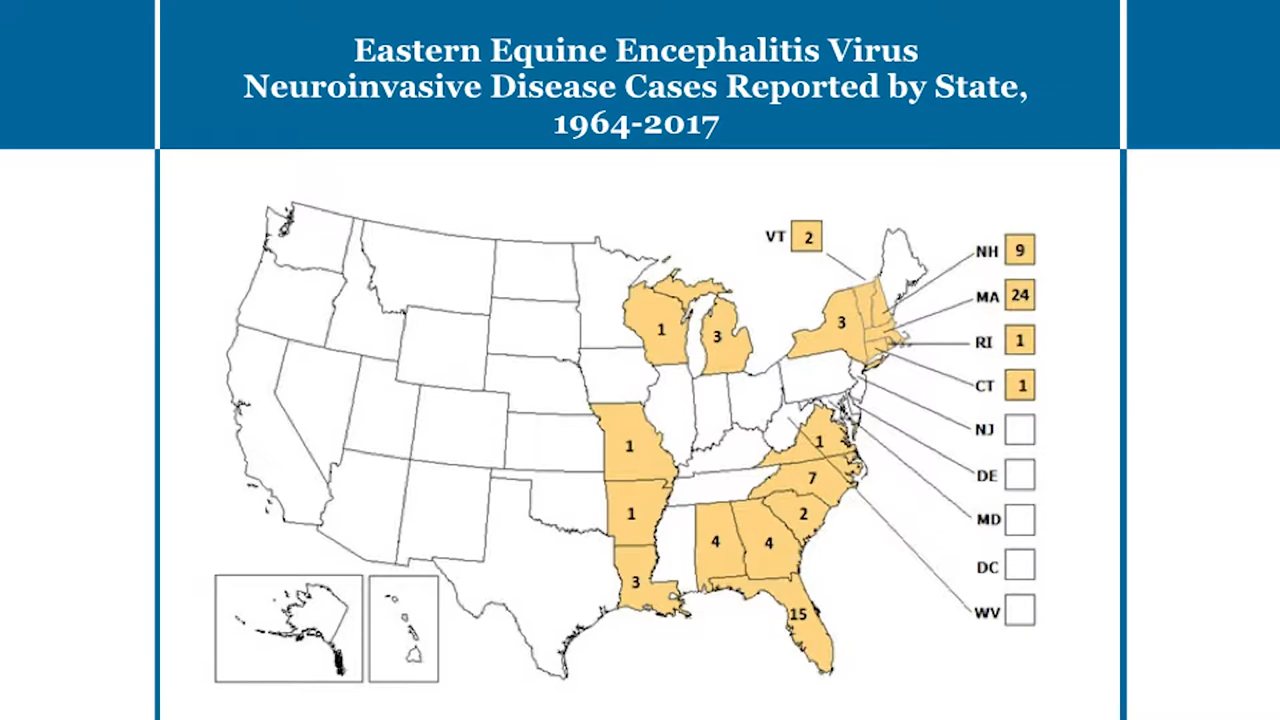 Eastern Equine Encephalitis Virus
Neuroinvasive Disease Cases Reported by State,
1964-2017
VT 2
NH 9
MA 24
RI 1
CT 1
NJ
DE
MD
DC
WV
1
3
3
1
1
7
1
2
4
4
3
15